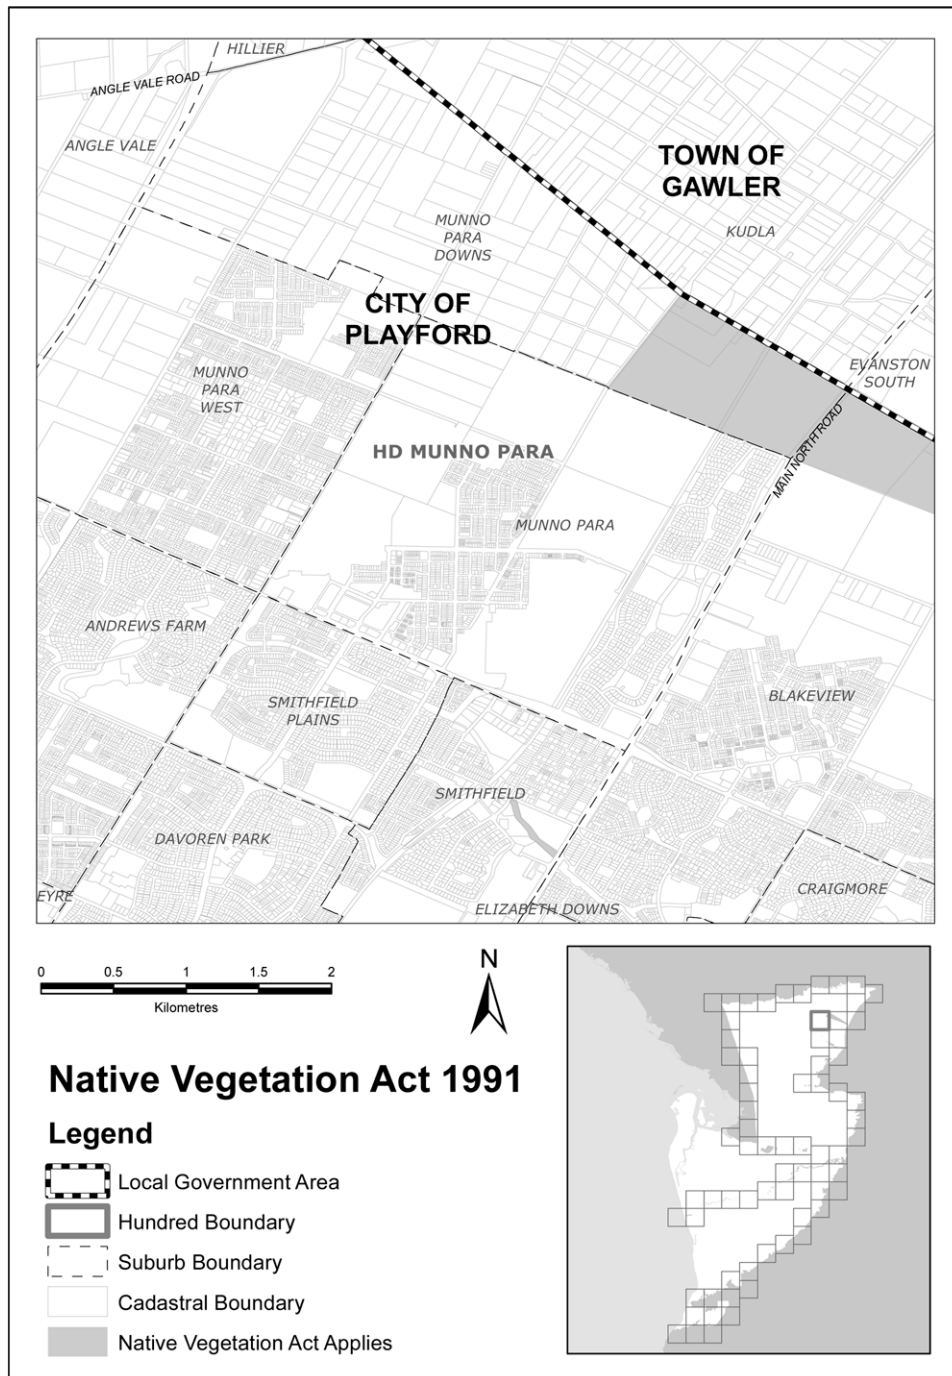 HILLIER
ANGLE VALE ROAD
ANGLE VALE
TOWN OF
GAWLER
MUNNO
PARA
DOWNS
KUDLA
CITY OF
PLAYFORD
EVANSTON
SOUTH
MUNNO
PARA
WEST
MAIN NORTH ROAD
HD MUNNO PARA
MUNNO PARA
ANDREWS FARM
SMITHFIELD
PLAINS
BLAKEVIEW
SMITHFIELD
DAVOREN PARK
EYRE
CRAIGMORE
ELIZABETH DOWNS
0 0.5 1 1.5 2
Kilometres
N
Native Vegetation Act 1991
Legend
Local Government Area
Hundred Boundary
Suburb Boundary
Cadastral Boundary
Native Vegetation Act Applies